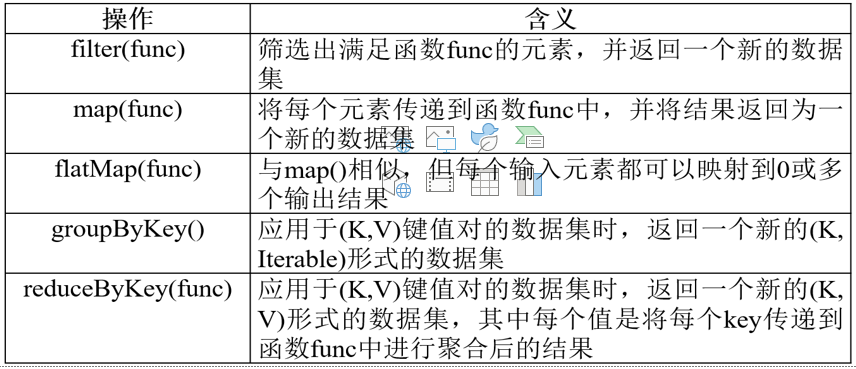 操作 含义
filter(func) 筛选出满足函数func的元素，并返回一个新的数据
集
map(func) 将每个元素传递到函数func中，并将结果返回为一
个新的数据集
flatMap(func) 与map()相似，但每个输入元素都可以映射到0或多
个输出结果
groupByKey() 应用于(K,V)键值对的数据集时，返回一个新的(K,
Iterable)形式的数据集
reduceByKey(func) 应用于(K,V)键值对的数据集时，返回一个新的(K,
V)形式的数据集，其中每个值是将每个key传递到
函数func中进行聚合后的结果